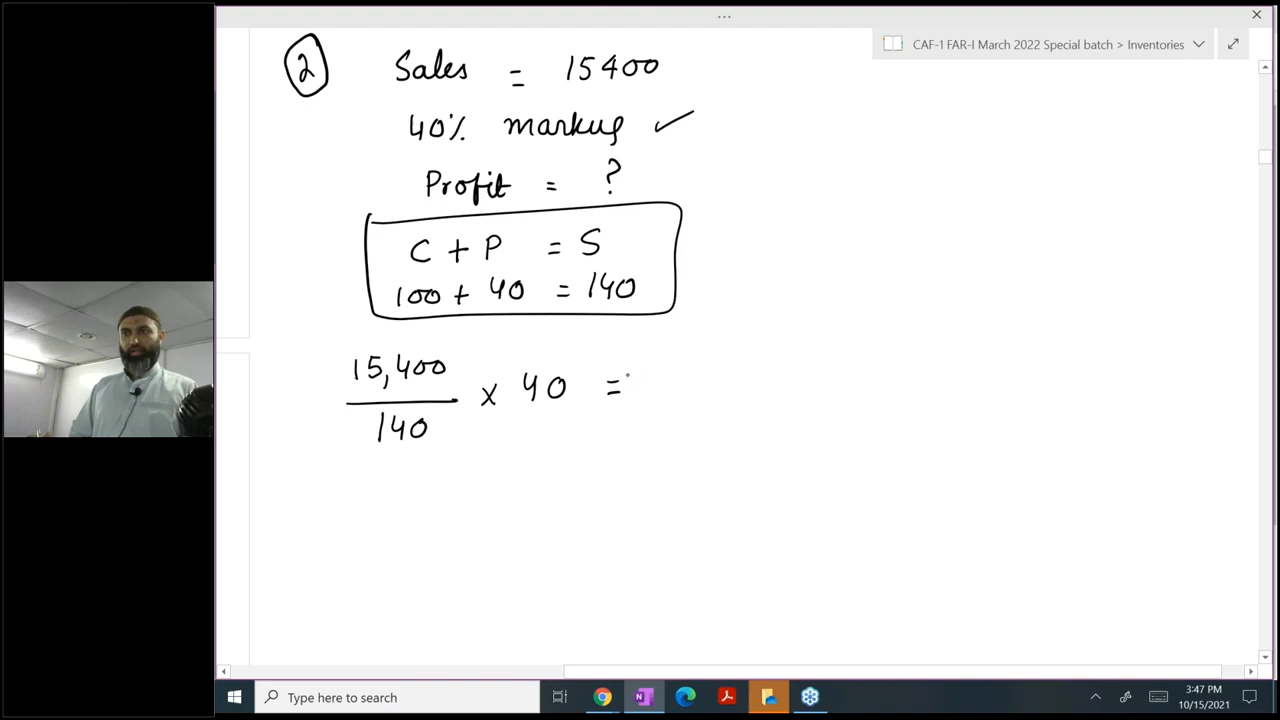 CAF-1 FAR-I March 2022 Special batch > Inventories
2
Sales = 15400
40% markup ✓
Profit = ?
C + P = S
100 + 40 = 140
15,400
140
× 40 =
Type here to search
3:47 PM
10/15/2021